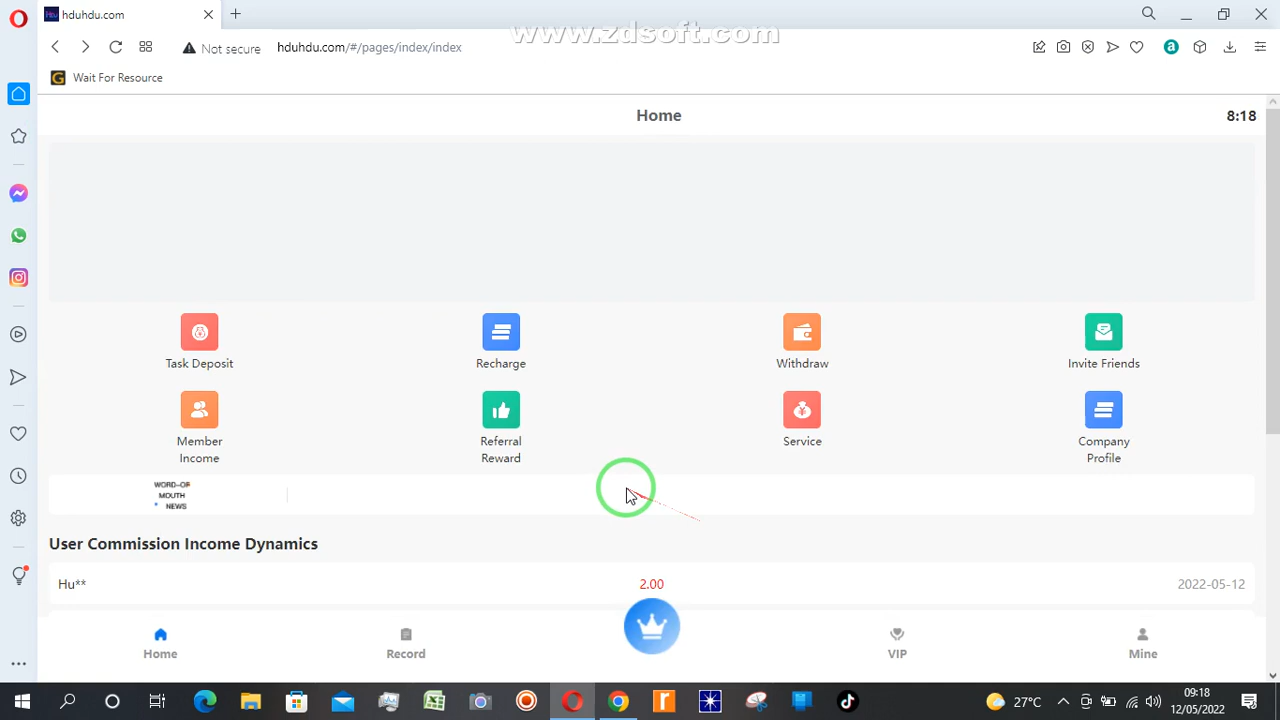 hduhdu.com
www.zdsoft.com
Not secure
hduhdu.com/#/pages/index/index
Wait For Resource
Home
8:18
Task Deposit
Recharge
Withdraw
Invite Friends
Member
Income
Referral
Reward
Service
Company
Profile
WORD-OF
MOUTH
NEWS
User Commission Income Dynamics
Hu**
2.00
2022-05-12
Home
Record
VIP
Mine
27°C
09:18
12/05/2022